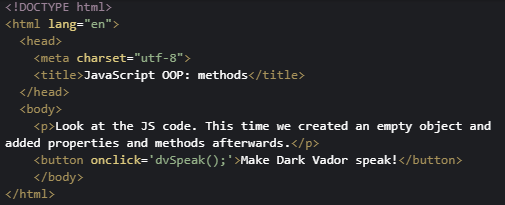 <!DOCTYPE html>
<html lang="en">
  <head>
    <meta charset="utf-8">
    <title>JavaScript OOP: methods</title>
  </head>
  <body>
    <p>Look at the JS code. This time we created an empty object and
added properties and methods afterwards.</p>
    <button onclick='dvSpeak();'>Make Dark Vador speak!</button>
    </body>
</html>